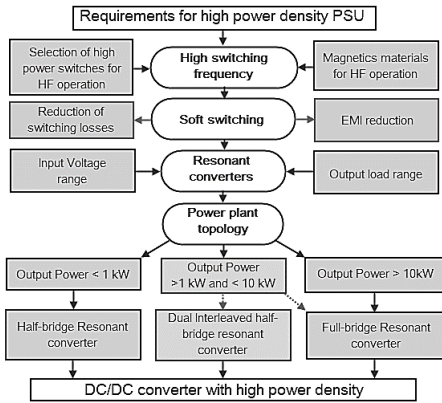 Requirements for high power density PSU
Selection of high
power switches for
HF operation
High switching
frequency
Magnetics materials
for HF operation
Reduction of
switching losses
Soft switching
EMI reduction
Input Voltage
range
Resonant
converters
Output load range
Power plant
topology
Output Power < 1 kW
Output Power
>1 kW and < 10 kW
Output Power > 10kW
Half-bridge Resonant
converter
Dual Interleaved half-
bridge resonant
converter
Full-bridge Resonant
converter
DC/DC converter with high power density